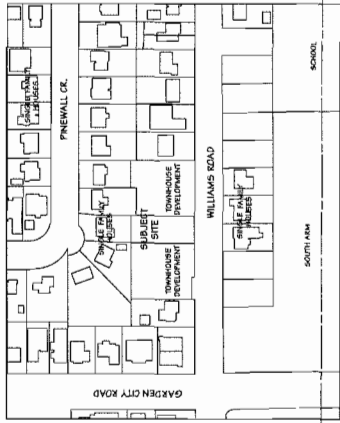 SINGLE FAMILY
HOUSES
PINEWALL CR.
SINGLE FAMILY
HOUSES
SUBJECT
SITE
TOWNHOUSE
DEVELOPMENT
TOWNHOUSE
DEVELOPMENT
WILLIAMS ROAD
SINGLE FAMILY
HOUSES
SCHOOL
SOUTH ARM
GARDEN CITY ROAD